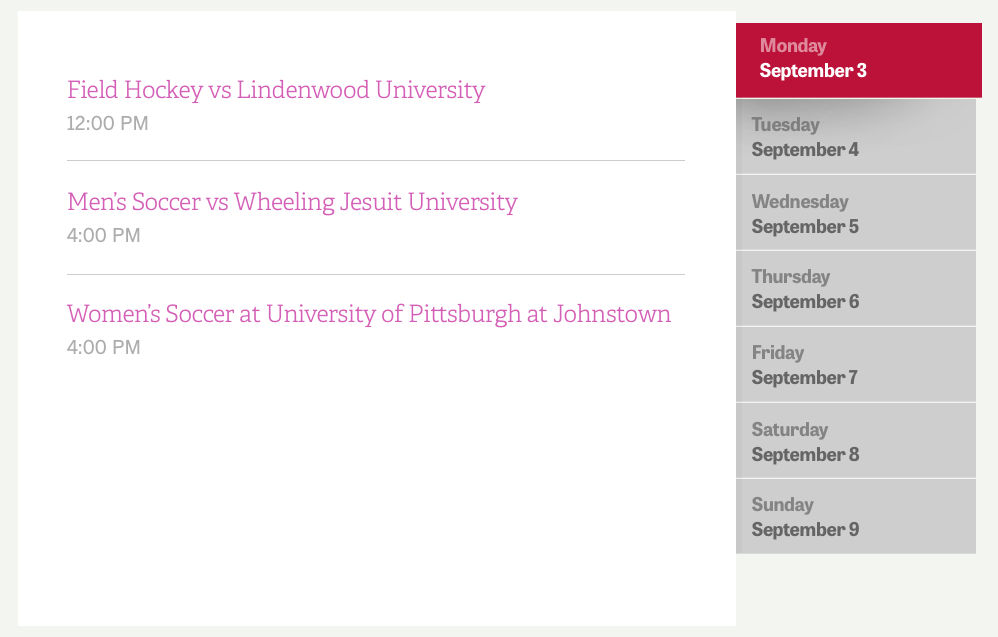 Field Hockey vs Lindenwood University
12:00 PM
Men’s Soccer vs Wheeling Jesuit University
4:00 PM
Women’s Soccer at University of Pittsburgh at Johnstown
4:00 PM
Monday
September 3
Tuesday
September 4
Wednesday
September 5
Thursday
September 6
Friday
September 7
Saturday
September 8
Sunday
September 9